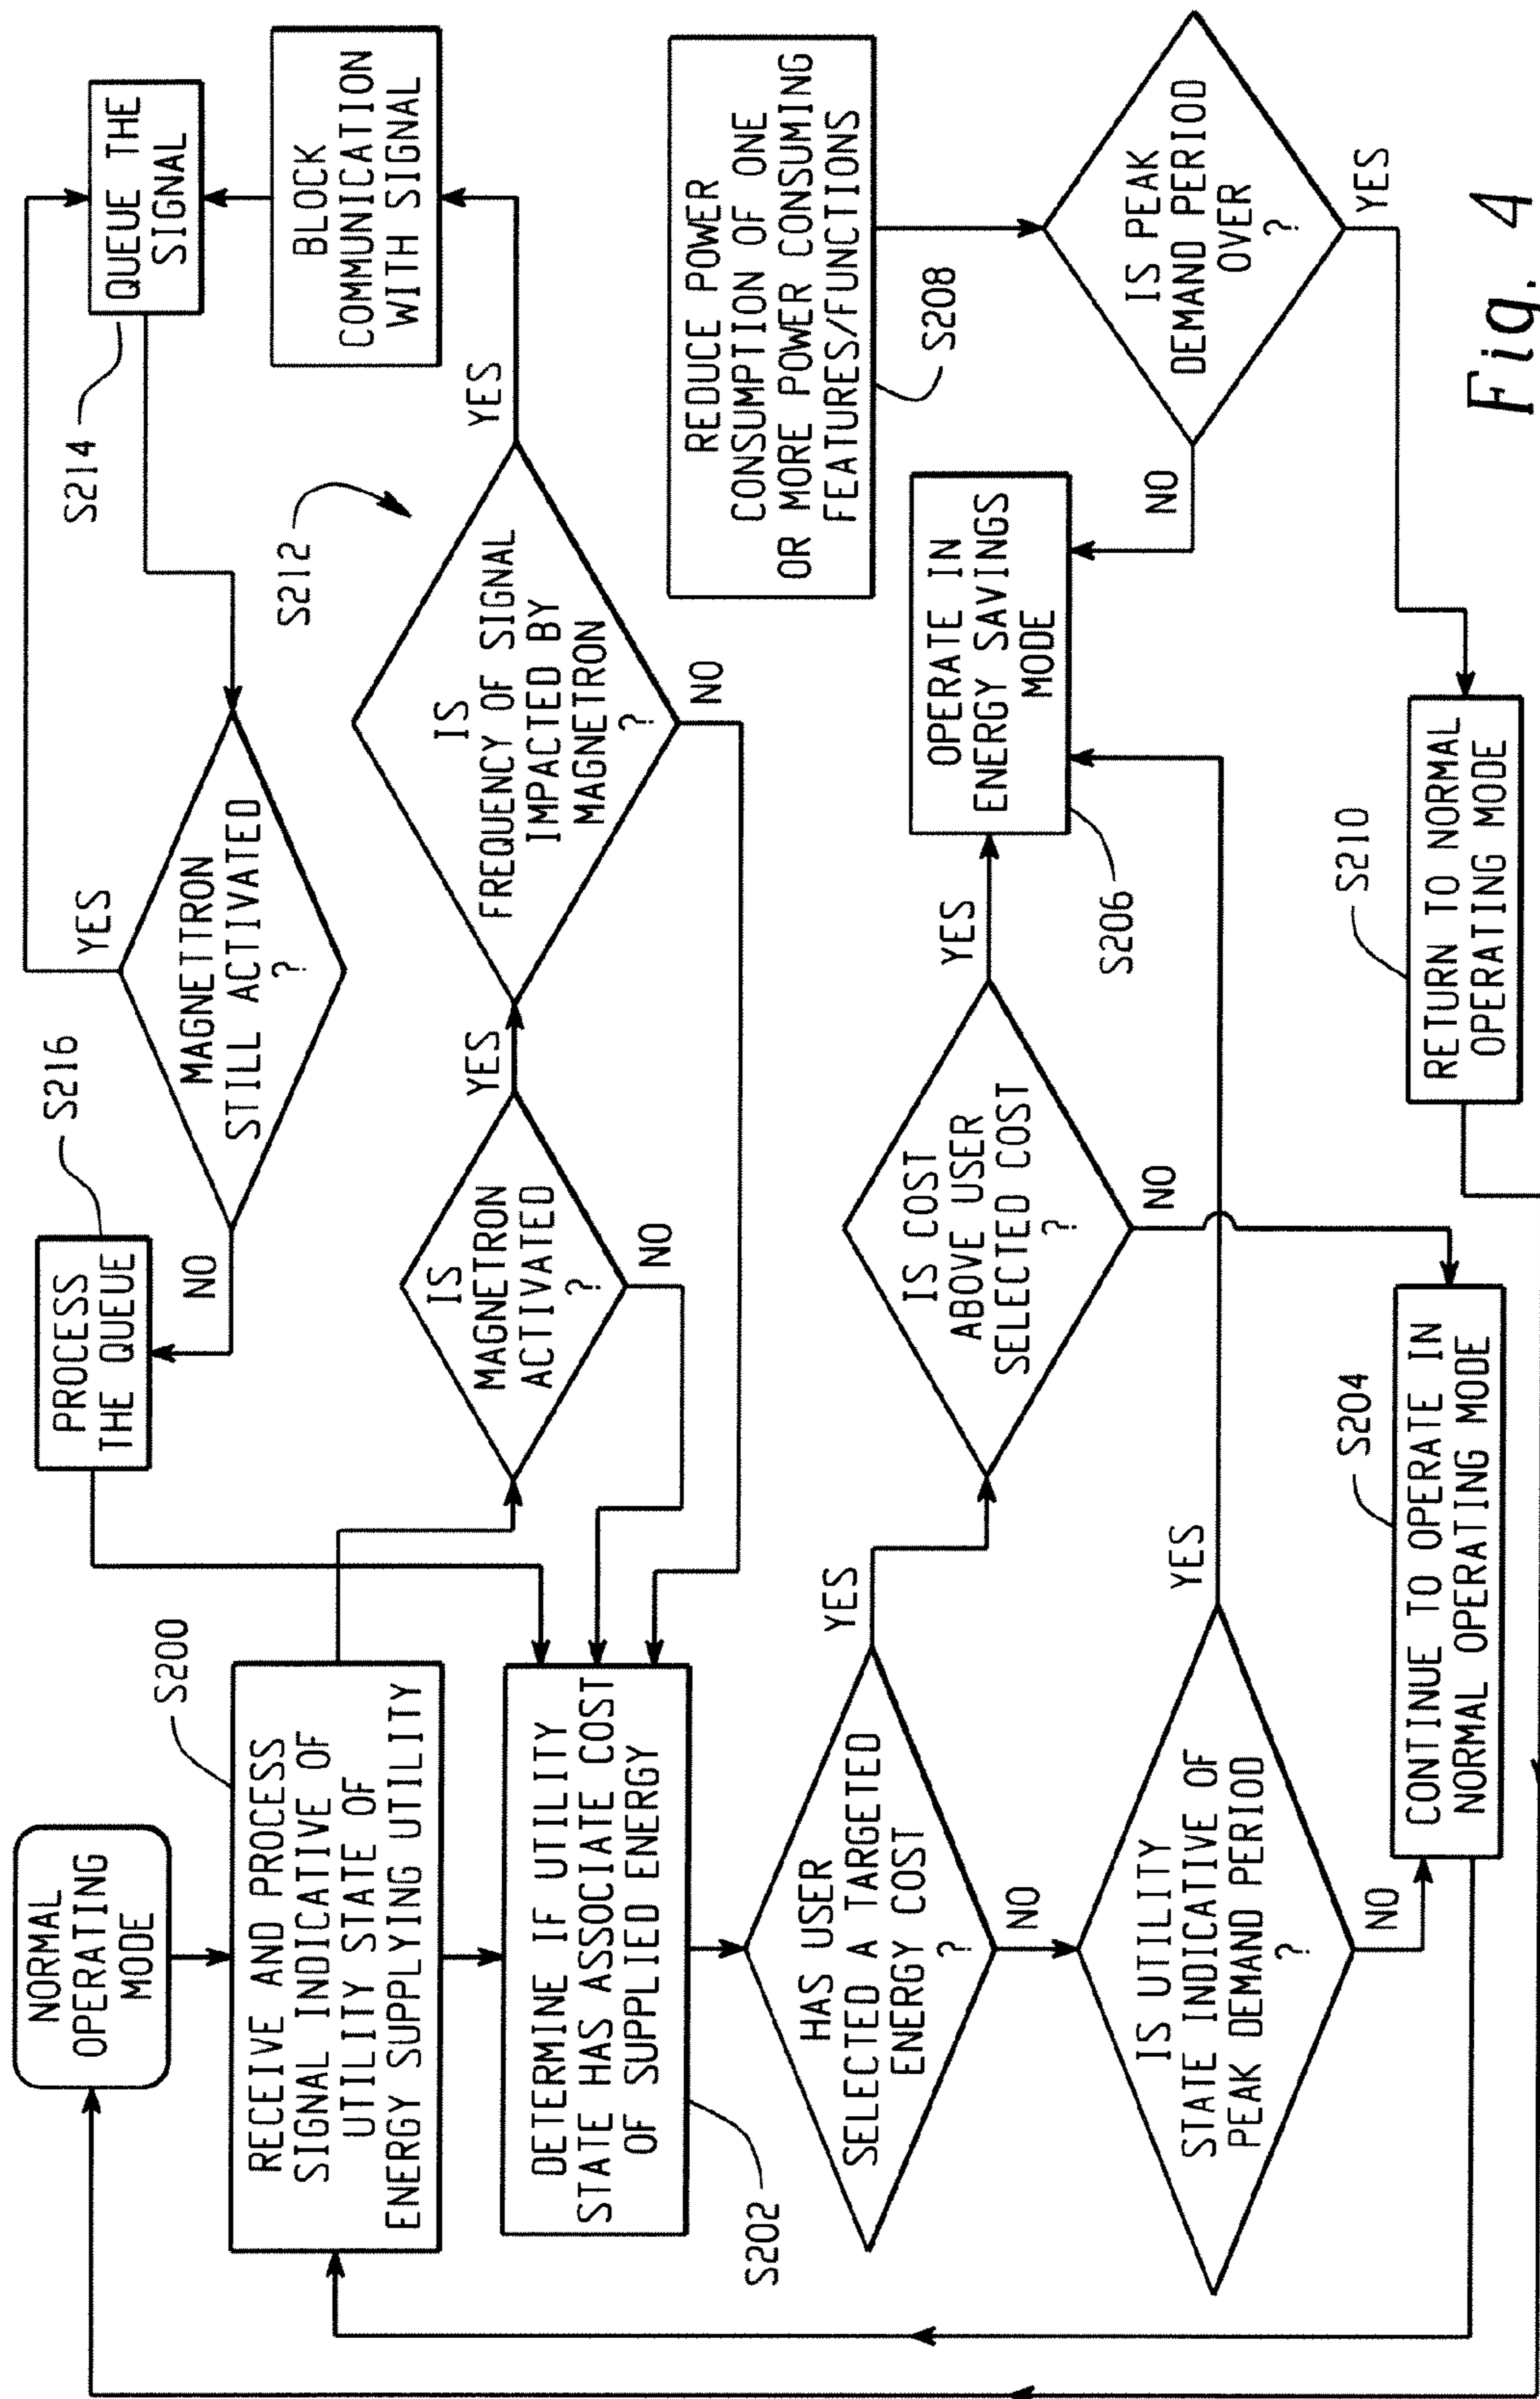 NORMAL
OPERATING
MODE
S200
RECEIVE AND PROCESS
SIGNAL INDICATIVE OF
UTILITY STATE OF
ENERGY SUPPLYING UTILITY
DETERMINE IF UTILITY
STATE HAS ASSOCIATE COST
OF SUPPLIED ENERGY
S202
HAS USER
SELECTED A TARGETED
ENERGY COST
?
YES
NO
IS UTILITY
STATE INDICATIVE OF
PEAK DEMAND PERIOD
?
YES
NO
S204
CONTINUE TO OPERATE IN
NORMAL OPERATING MODE
PROCESS
THE QUEUE
S216
NO
MAGNETTRON
STILL ACTIVATED
?
YES
IS
MAGNETRON
ACTIVATED
?
YES
NO
IS COST
ABOVE USER
SELECTED COST
?
YES
NO
S214
QUEUE THE
SIGNAL
BLOCK
COMMUNICATION
WITH SIGNAL
S212
IS
FREQUENCY OF SIGNAL
IMPACTED BY
MAGNETRON
?
YES
NO
OPERATE IN
ENERGY SAVINGS
MODE
S206
REDUCE POWER
CONSUMPTION OF ONE
OR MORE POWER CONSUMING
FEATURES/FUNCTIONS
S208
IS PEAK
DEMAND PERIOD
OVER
?
NO
YES
S210
RETURN TO NORMAL
OPERATING MODE
Fig. 4